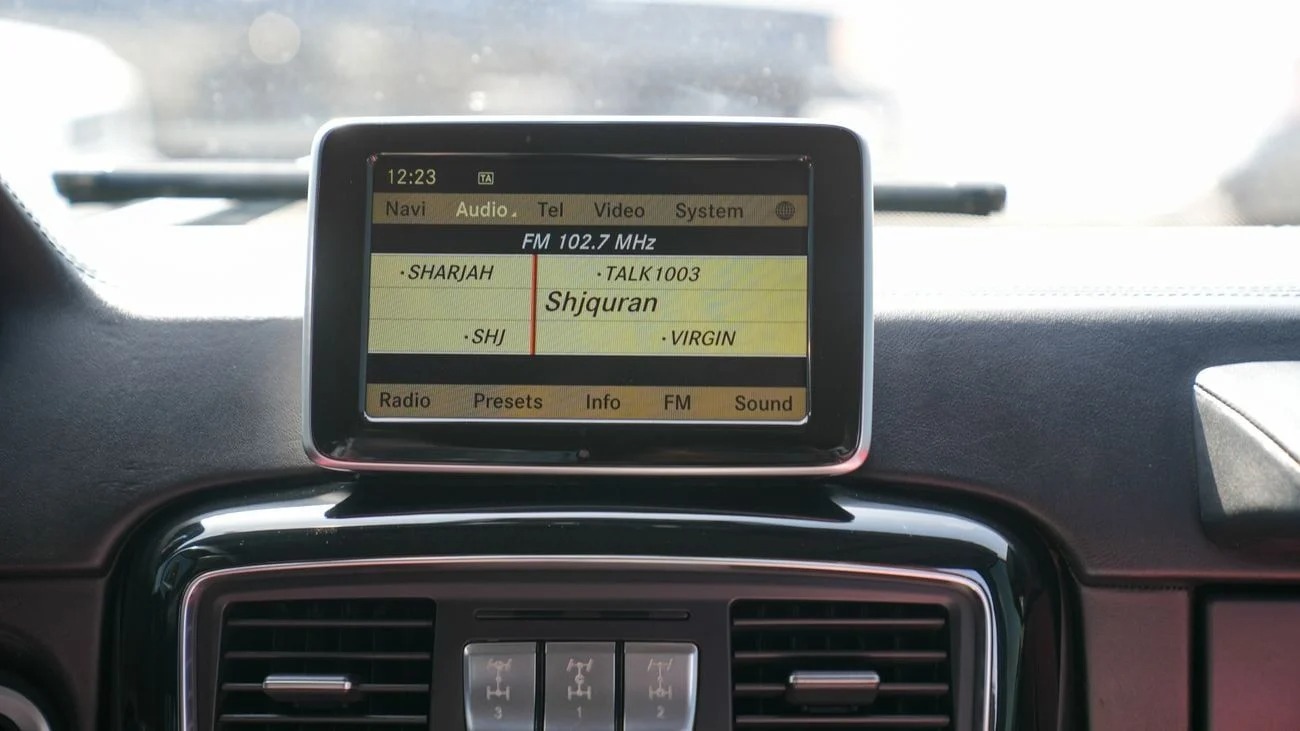 12:23 TA
Navi Audio Tel Video System
FM 102.7 MHz
·SHARJAH ·TALK1003
Shjquran
·SHJ ·VIRGIN
Radio Presets Info FM Sound
3 1 2